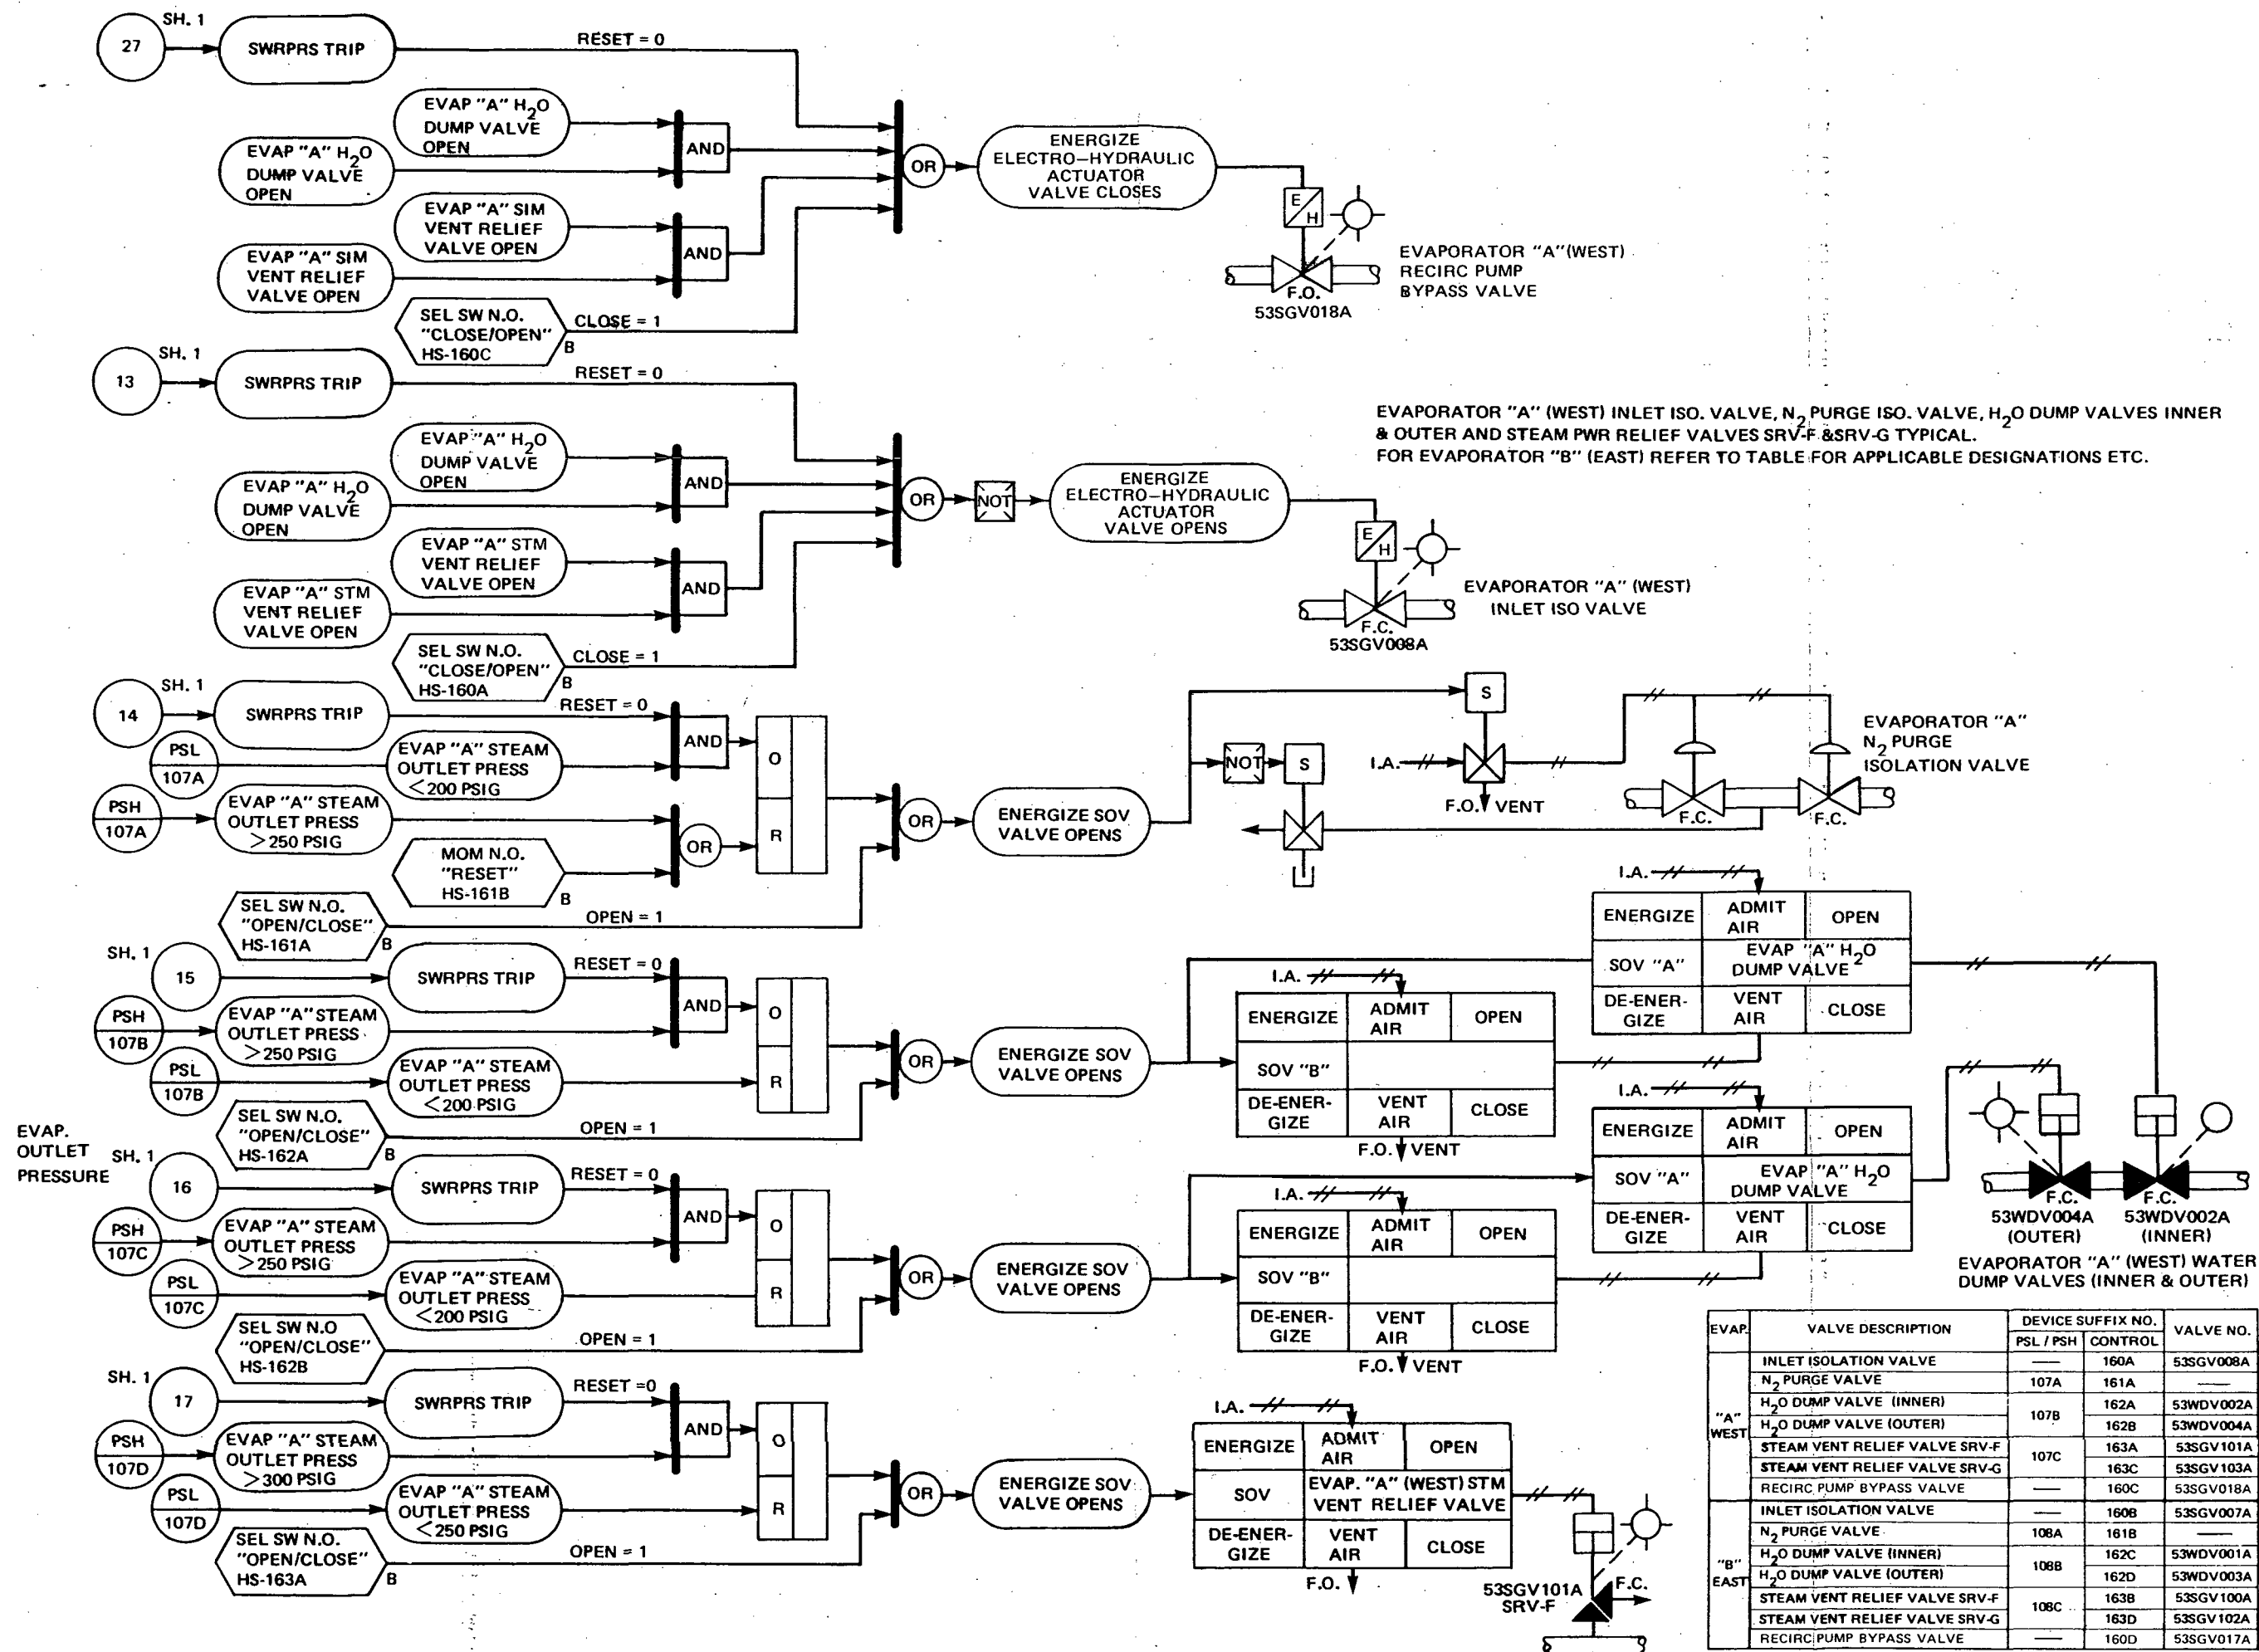 SH. 1
27
SWRPRS TRIP
RESET = 0
EVAP "A" H2O
DUMP VALVE
OPEN
EVAP "A" H2O
DUMP VALVE
OPEN
AND
EVAP "A" SIM
VENT RELIEF
VALVE OPEN
EVAP "A" SIM
VENT RELIEF
VALVE OPEN
AND
SEL SW N.O.
"CLOSE/OPEN"
HS-160C
B
CLOSE = 1
OR
ENERGIZE
ELECTRO-HYDRAULIC
ACTUATOR
VALVE CLOSES
E
H
F.O.
53SGV018A
EVAPORATOR "A" (WEST)
RECIRC PUMP
BYPASS VALVE
SH. 1
13
SWRPRS TRIP
RESET = 0
EVAP "A" H2O
DUMP VALVE
OPEN
EVAP "A" H2O
DUMP VALVE
OPEN
AND
EVAP "A" STM
VENT RELIEF
VALVE OPEN
EVAP "A" STM
VENT RELIEF
VALVE OPEN
AND
SEL SW N.O.
"CLOSE/OPEN"
HS-160A
B
CLOSE = 1
OR
NOT
ENERGIZE
ELECTRO-HYDRAULIC
ACTUATOR
VALVE OPENS
E
H
F.C.
53SGV008A
EVAPORATOR "A" (WEST)
INLET ISO VALVE
EVAPORATOR "A" (WEST) INLET ISO. VALVE, N2 PURGE ISO. VALVE, H2O DUMP VALVES INNER
& OUTER AND STEAM PWR RELIEF VALVES SRV-F & SRV-G TYPICAL.
FOR EVAPORATOR "B" (EAST) REFER TO TABLE FOR APPLICABLE DESIGNATIONS ETC.
SH. 1
14
SWRPRS TRIP
RESET = 0
PSL
107A
EVAP "A" STEAM
OUTLET PRESS
<200 PSIG
AND
PSH
107A
EVAP "A" STEAM
OUTLET PRESS
>250 PSIG
MOM N.O.
"RESET"
HS-161B
B
OR
O
R
SEL SW N.O.
"OPEN/CLOSE"
HS-161A
B
OPEN = 1
OR
ENERGIZE SOV
VALVE OPENS
NOT
S
S
I.A.
F.O. VENT
F.C.
F.C.
EVAPORATOR "A"
N2 PURGE
ISOLATION VALVE
SH. 1
15
SWRPRS TRIP
RESET = 0
PSH
107B
EVAP "A" STEAM
OUTLET PRESS
>250 PSIG
AND
PSL
107B
EVAP "A" STEAM
OUTLET PRESS
<200 PSIG
O
R
SEL SW N.O.
"OPEN/CLOSE"
HS-162A
B
OPEN = 1
OR
ENERGIZE SOV
VALVE OPENS
I.A.
ENERGIZE ADMIT AIR OPEN
SOV "B"
DE-ENERGIZE VENT AIR CLOSE
F.O. VENT
I.A.
ENERGIZE ADMIT AIR OPEN
SOV "A" EVAP "A" H2O DUMP VALVE
DE-ENERGIZE VENT AIR CLOSE
EVAP.
OUTLET
PRESSURE
SH. 1
16
SWRPRS TRIP
RESET = 0
PSH
107C
EVAP "A" STEAM
OUTLET PRESS
>250 PSIG
AND
PSL
107C
EVAP "A" STEAM
OUTLET PRESS
<200 PSIG
O
R
SEL SW N.O
"OPEN/CLOSE"
HS-162B
OPEN = 1
OR
ENERGIZE SOV
VALVE OPENS
I.A.
ENERGIZE ADMIT AIR OPEN
SOV "B"
DE-ENERGIZE VENT AIR CLOSE
F.O. VENT
I.A.
ENERGIZE ADMIT AIR OPEN
SOV "A" EVAP "A" H2O DUMP VALVE
DE-ENERGIZE VENT AIR CLOSE
F.C. F.C.
53WDV004A 53WDV002A
(OUTER) (INNER)
EVAPORATOR "A" (WEST) WATER
DUMP VALVES (INNER & OUTER)
SH. 1
17
SWRPRS TRIP
RESET =0
PSH
107D
EVAP "A" STEAM
OUTLET PRESS
>300 PSIG
AND
PSL
107D
EVAP "A" STEAM
OUTLET PRESS
<250 PSIG
O
R
SEL SW N.O.
"OPEN/CLOSE"
HS-163A
B
OPEN = 1
OR
ENERGIZE SOV
VALVE OPENS
I.A.
ENERGIZE ADMIT AIR OPEN
SOV EVAP. "A" (WEST) STM VENT RELIEF VALVE
DE-ENERGIZE VENT AIR CLOSE
F.O.
53SGV101A
SRV-F
F.C.
EVAP. VALVE DESCRIPTION DEVICE SUFFIX NO. VALVE NO.
PSL / PSH CONTROL
"A" WEST
INLET ISOLATION VALVE — 160A 53SGV008A
N2 PURGE VALVE 107A 161A —
H2O DUMP VALVE (INNER) 107B 162A 53WDV002A
H2O DUMP VALVE (OUTER) 162B 53WDV004A
STEAM VENT RELIEF VALVE SRV-F 107C 163A 53SGV101A
STEAM VENT RELIEF VALVE SRV-G 163C 53SGV103A
RECIRC PUMP BYPASS VALVE — 160C 53SGV018A
"B" EAST
INLET ISOLATION VALVE — 160B 53SGV007A
N2 PURGE VALVE 108A 161B —
H2O DUMP VALVE (INNER) 108B 162C 53WDV001A
H2O DUMP VALVE (OUTER) 162D 53WDV003A
STEAM VENT RELIEF VALVE SRV-F 108C 163B 53SGV100A
STEAM VENT RELIEF VALVE SRV-G 163D 53SGV102A
RECIRC PUMP BYPASS VALVE — 160D 53SGV017A